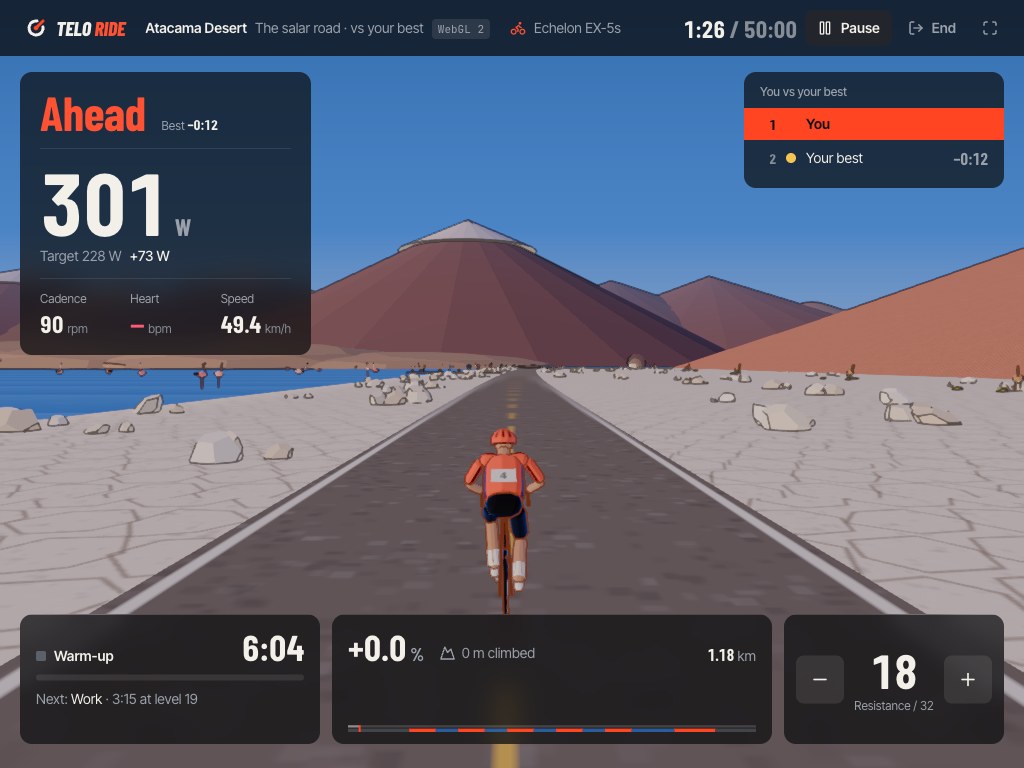 TELO RIDE Atacama Desert The salar road · vs your best WebGL 2 Echelon EX-5s 1:26 / 50:00 Pause End
Ahead Best −0:12
301 W
Target 228 W +73 W
Cadence Heart Speed
90 rpm – bpm 49.4 km/h
You vs your best
1 You
2 Your best −0:12
4
Warm-up 6:04
Next: Work · 3:15 at level 19
+0.0 % 0 m climbed 1.18 km
− 18 +
Resistance / 32